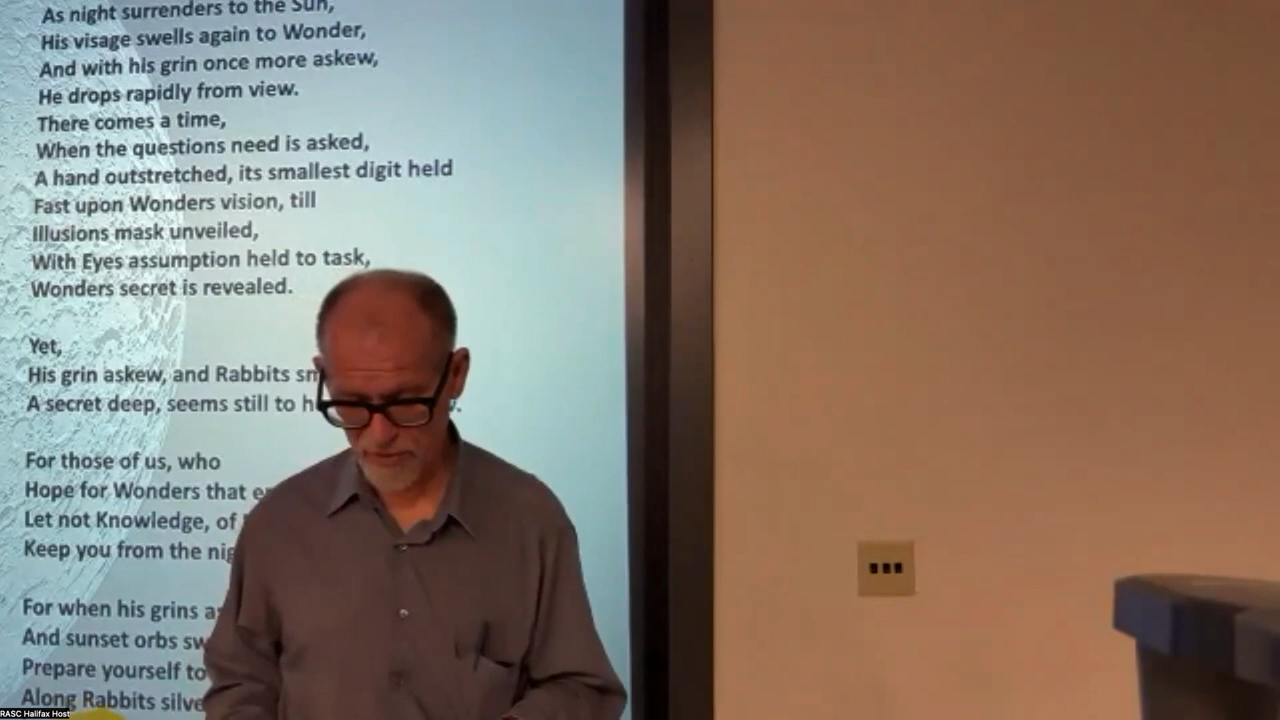 As night surrenders to the Sun,
His visage swells again to Wonder,
And with his grin once more askew,
He drops rapidly from view.
There comes a time,
When the questions need is asked,
A hand outstretched, its smallest digit held
Fast upon Wonders vision, till
Illusions mask unveiled,
With Eyes assumption held to task,
Wonders secret is revealed.
Yet,
His grin askew, and Rabbits
A secret deep, seems still to
For those of us, who
Hope for Wonders that
Let not Knowledge, of
Keep you from the
For when his grins
And sunset orbs
Prepare yourself to
Along Rabbits
RASC Halifax Host